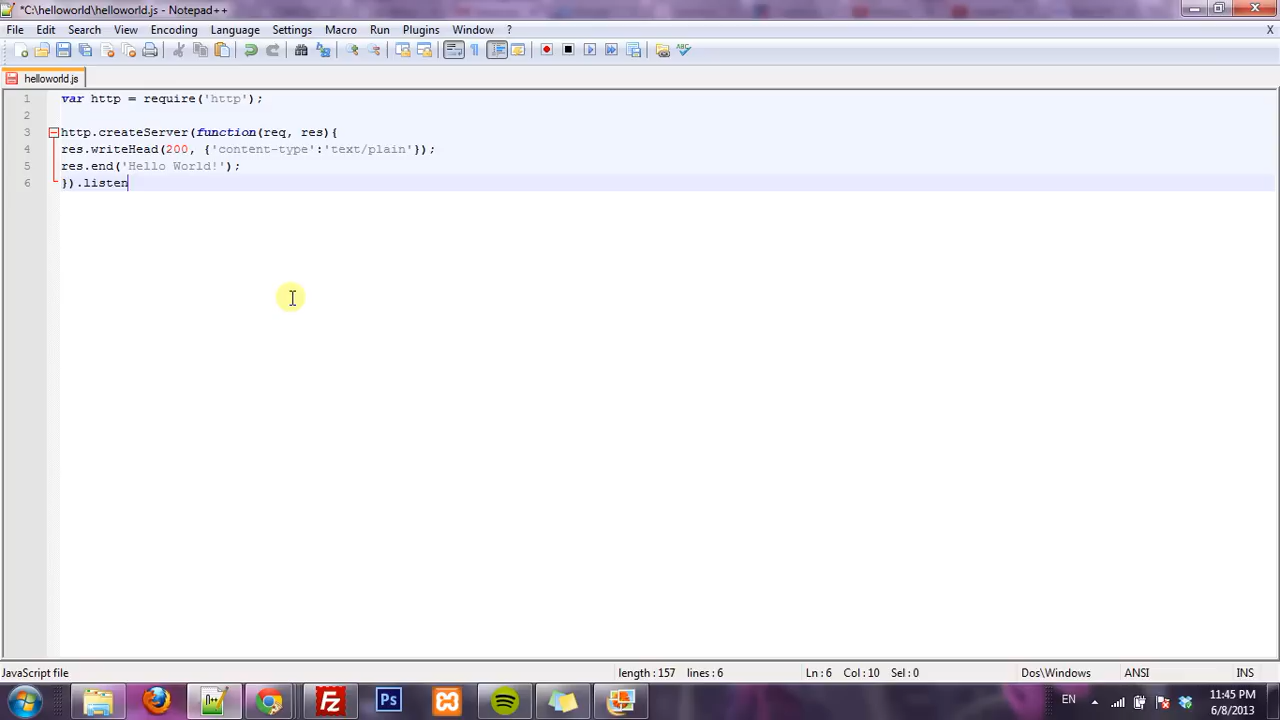 *C:\helloworld\helloworld.js - Notepad++
File Edit Search View Encoding Language Settings Macro Run Plugins Window ? X
helloworld.js
1 var http = require('http');
2
3 http.createServer(function(req, res){
4 res.writeHead(200, {'content-type':'text/plain'});
5 res.end('Hello World!');
6 }).listen
JavaScript file length : 157 lines : 6 Ln : 6 Col : 10 Sel : 0 Dos\Windows ANSI INS
EN 11:45 PM
6/8/2013